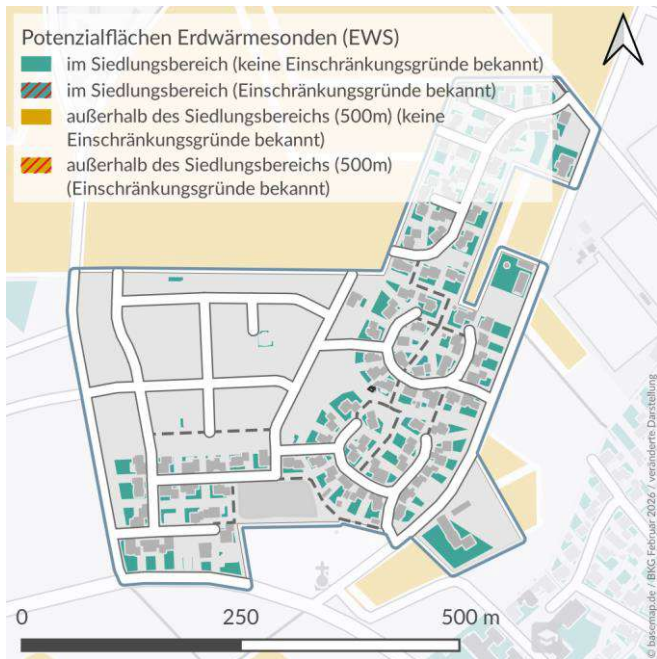 Potenzialflächen Erdwärmesonden (EWS)
im Siedlungsbereich (keine Einschränkungsgründe bekannt)
im Siedlungsbereich (Einschränkungsgründe bekannt)
außerhalb des Siedlungsbereichs (500m) (keine
Einschränkungsgründe bekannt)
außerhalb des Siedlungsbereichs (500m)
(Einschränkungsgründe bekannt)
0 250 500 m
© basemap.de / BKG Februar 2026 / veränderte Darstellung